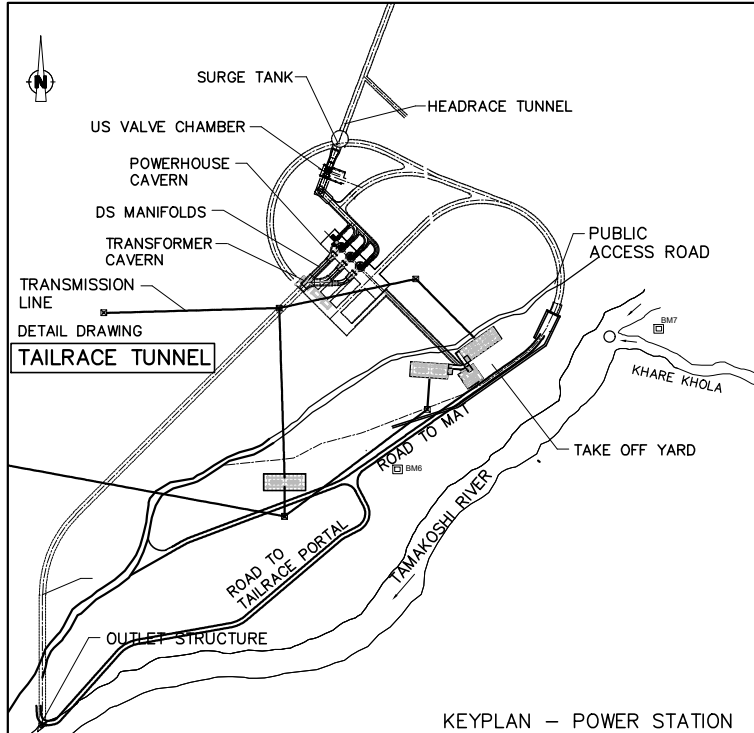 N
SURGE TANK
HEADRACE TUNNEL
US VALVE CHAMBER
POWERHOUSE
CAVERN
DS MANIFOLDS
TRANSFORMER
CAVERN
PUBLIC
ACCESS ROAD
TRANSMISSION
LINE
DETAIL DRAWING
TAILRACE TUNNEL
BM7
KHARE KHOLA
ROAD TO MAT
TAKE OFF YARD
BM6
TAMAKOSHI RIVER
ROAD TO
TAILRACE PORTAL
OUTLET STRUCTURE
KEYPLAN – POWER STATION